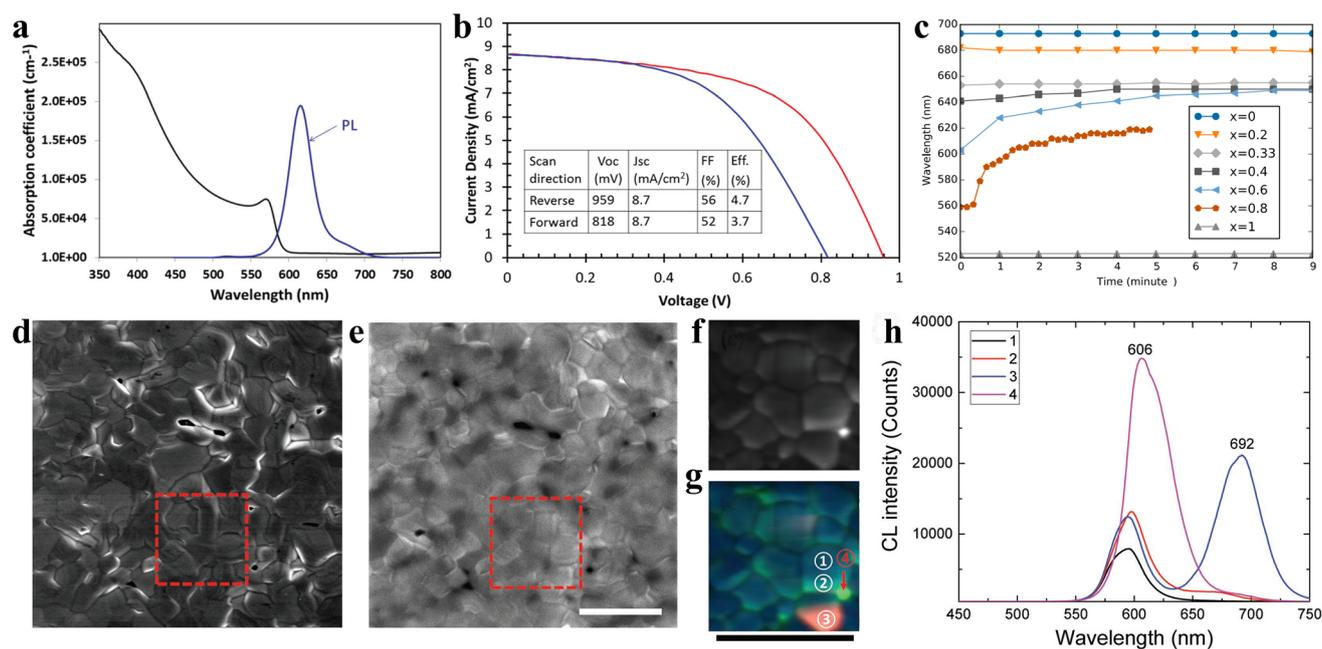 a
Absorption coefficient (cm⁻¹)
2.5E+05
2.0E+05
1.5E+05
1.0E+05
5.0E+04
1.0E+00
PL
350 400 450 500 550 600 650 700 750 800
Wavelength (nm)
b
Current Density (mA/cm²)
10
9
8
7
6
5
4
3
2
1
0
Scan direction Voc (mV) Jsc (mA/cm²) FF (%) Eff. (%)
Reverse 959 8.7 56 4.7
Forward 818 8.7 52 3.7
0 0.2 0.4 0.6 0.8 1
Voltage (V)
c
Wavelength (nm)
700
680
660
640
620
600
580
560
540
520
x=0
x=0.2
x=0.33
x=0.4
x=0.6
x=0.8
x=1
0 1 2 3 4 5 6 7 8 9
Time (minute )
d
e
f
g
① ④
②
③
h
CL intensity (Counts)
40000
30000
20000
10000
1
2
3
4
606
692
450 500 550 600 650 700 750
Wavelength (nm)